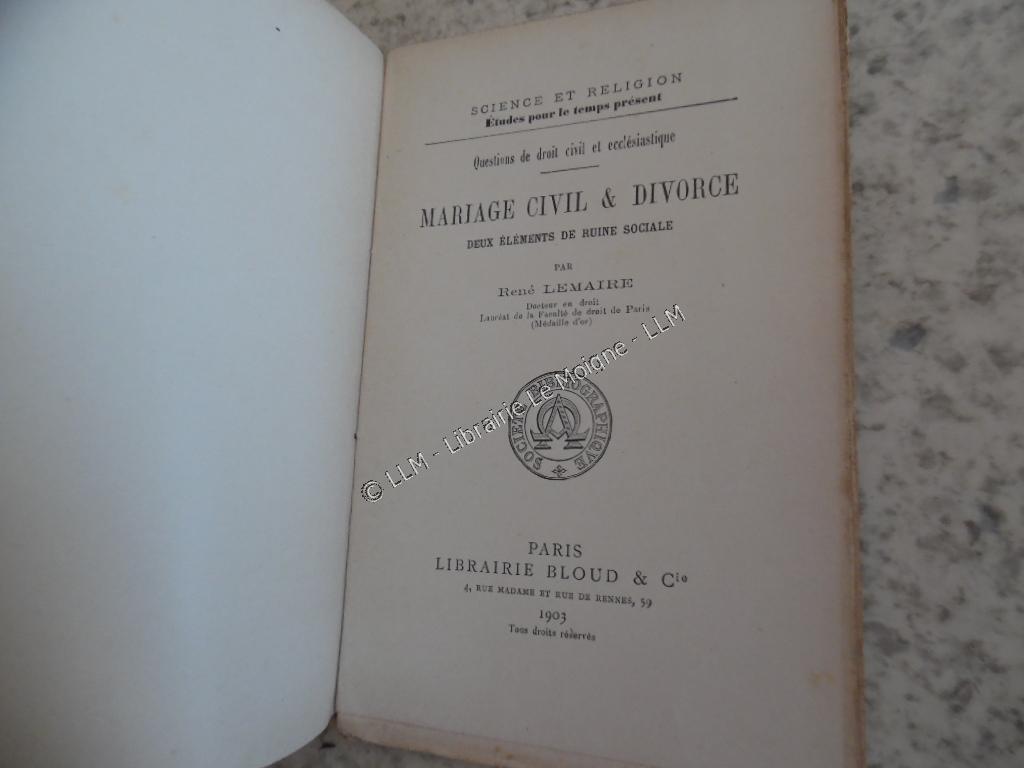 SCIENCE ET RELIGION
Études pour le temps présent
Questions de droit civil et ecclésiastique
MARIAGE CIVIL & DIVORCE
DEUX ÉLÉMENTS DE RUINE SOCIALE
PAR
René LEMAIRE
Docteur en droit
Lauréat de la Faculté de droit de Paris
(Médaille d'or)
SOCIÉTÉ BIBLIOGRAPHIQUE
© LLM - Librairie Le Moigne - LLM
PARIS
LIBRAIRIE BLOUD & Cie
4, RUE MADAME ET RUE DE RENNES, 59
1903
Tous droits réservés